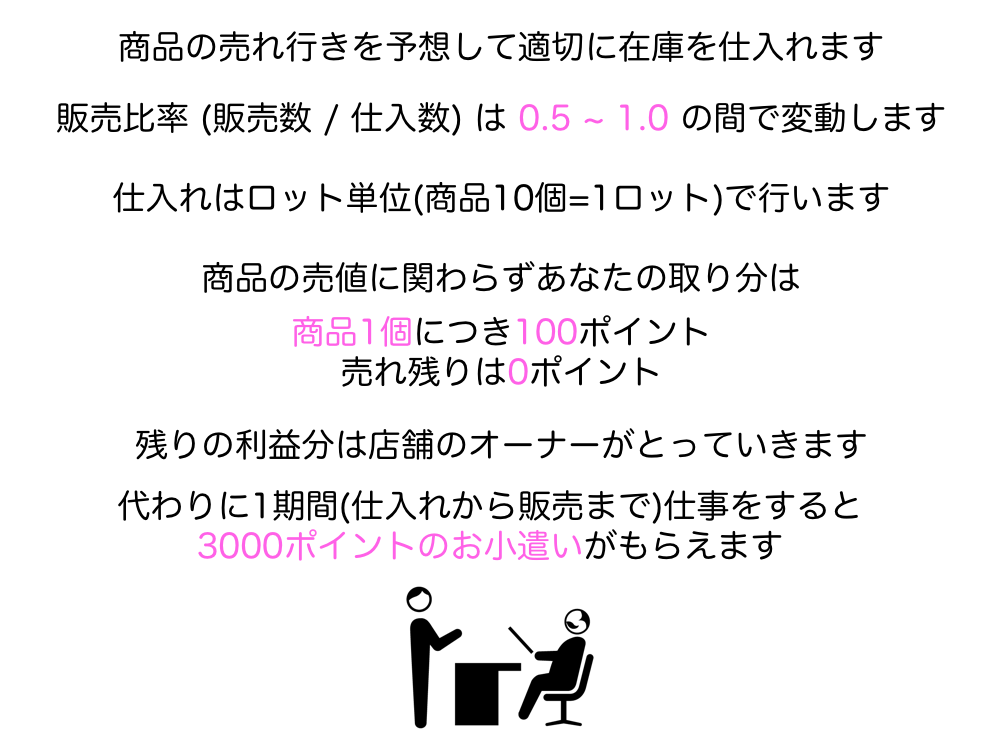 商品の売れ行きを予想して適切に在庫を仕入れます
販売比率 (販売数 / 仕入数) は 0.5 ~ 1.0 の間で変動します
仕入れはロット単位(商品10個=1ロット)で行います
商品の売値に関わらずあなたの取り分は
商品1個につき100ポイント
売れ残りは0ポイント
残りの利益分は店舗のオーナーがとっていきます
代わりに1期間(仕入れから販売まで)仕事をすると
3000ポイントのお小遣いがもらえます